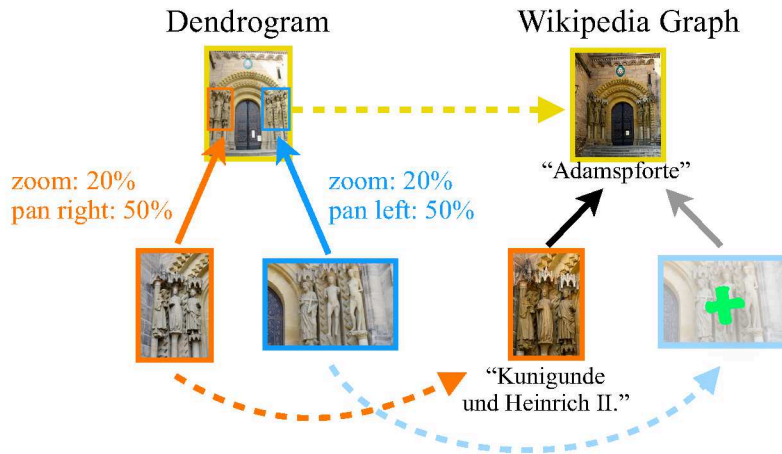 Dendrogram
Wikipedia Graph
“Adamspforte”
zoom: 20%
pan right: 50%
zoom: 20%
pan left: 50%
“Kunigunde
und Heinrich II.”